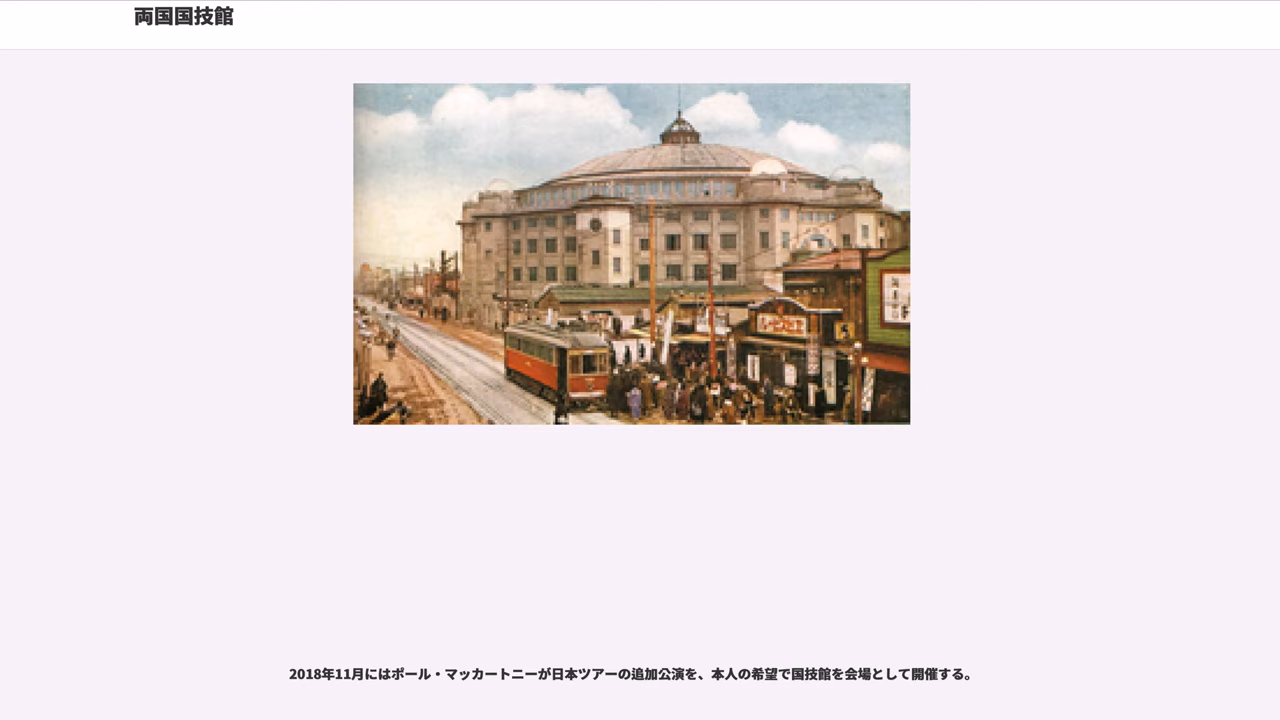 両国国技館
2018年11月にはポール・マッカートニーが日本ツアーの追加公演を、本人の希望で国技館を会場として開催する。